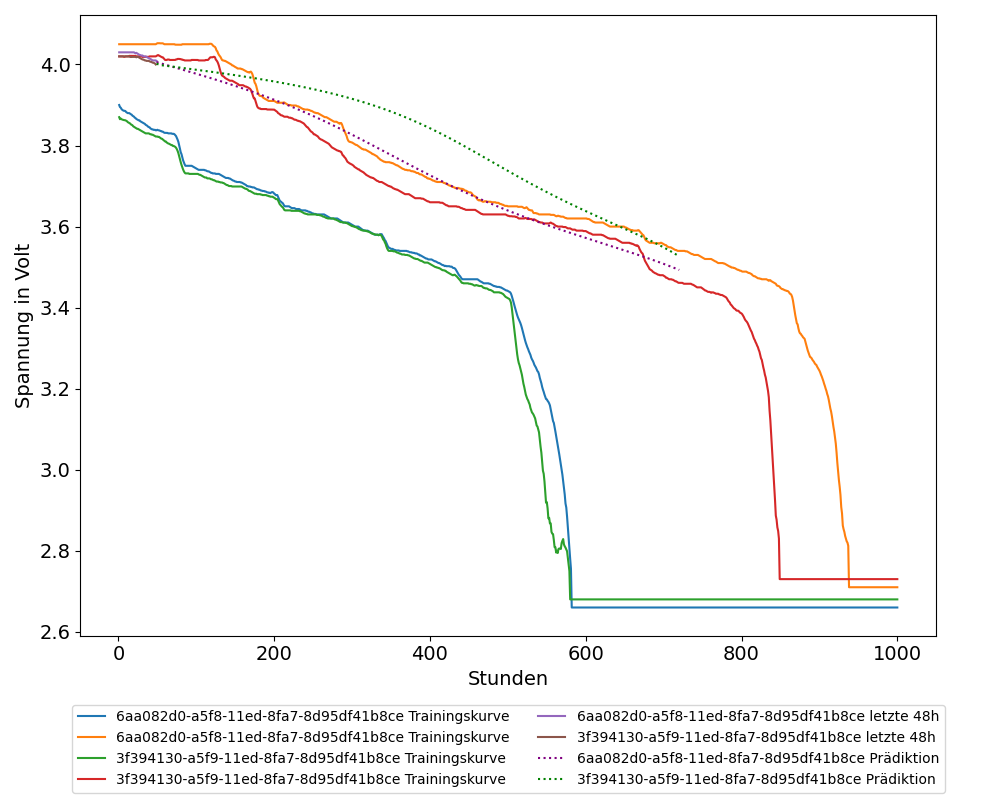 4.0
3.8
3.6
3.4
3.2
3.0
2.8
2.6
Spannung in Volt
0 200 400 600 800 1000
Stunden
6aa082d0-a5f8-11ed-8fa7-8d95df41b8ce Trainingskurve
6aa082d0-a5f8-11ed-8fa7-8d95df41b8ce Trainingskurve
3f394130-a5f9-11ed-8fa7-8d95df41b8ce Trainingskurve
3f394130-a5f9-11ed-8fa7-8d95df41b8ce Trainingskurve
6aa082d0-a5f8-11ed-8fa7-8d95df41b8ce letzte 48h
3f394130-a5f9-11ed-8fa7-8d95df41b8ce letzte 48h
6aa082d0-a5f8-11ed-8fa7-8d95df41b8ce Prädiktion
3f394130-a5f9-11ed-8fa7-8d95df41b8ce Prädiktion